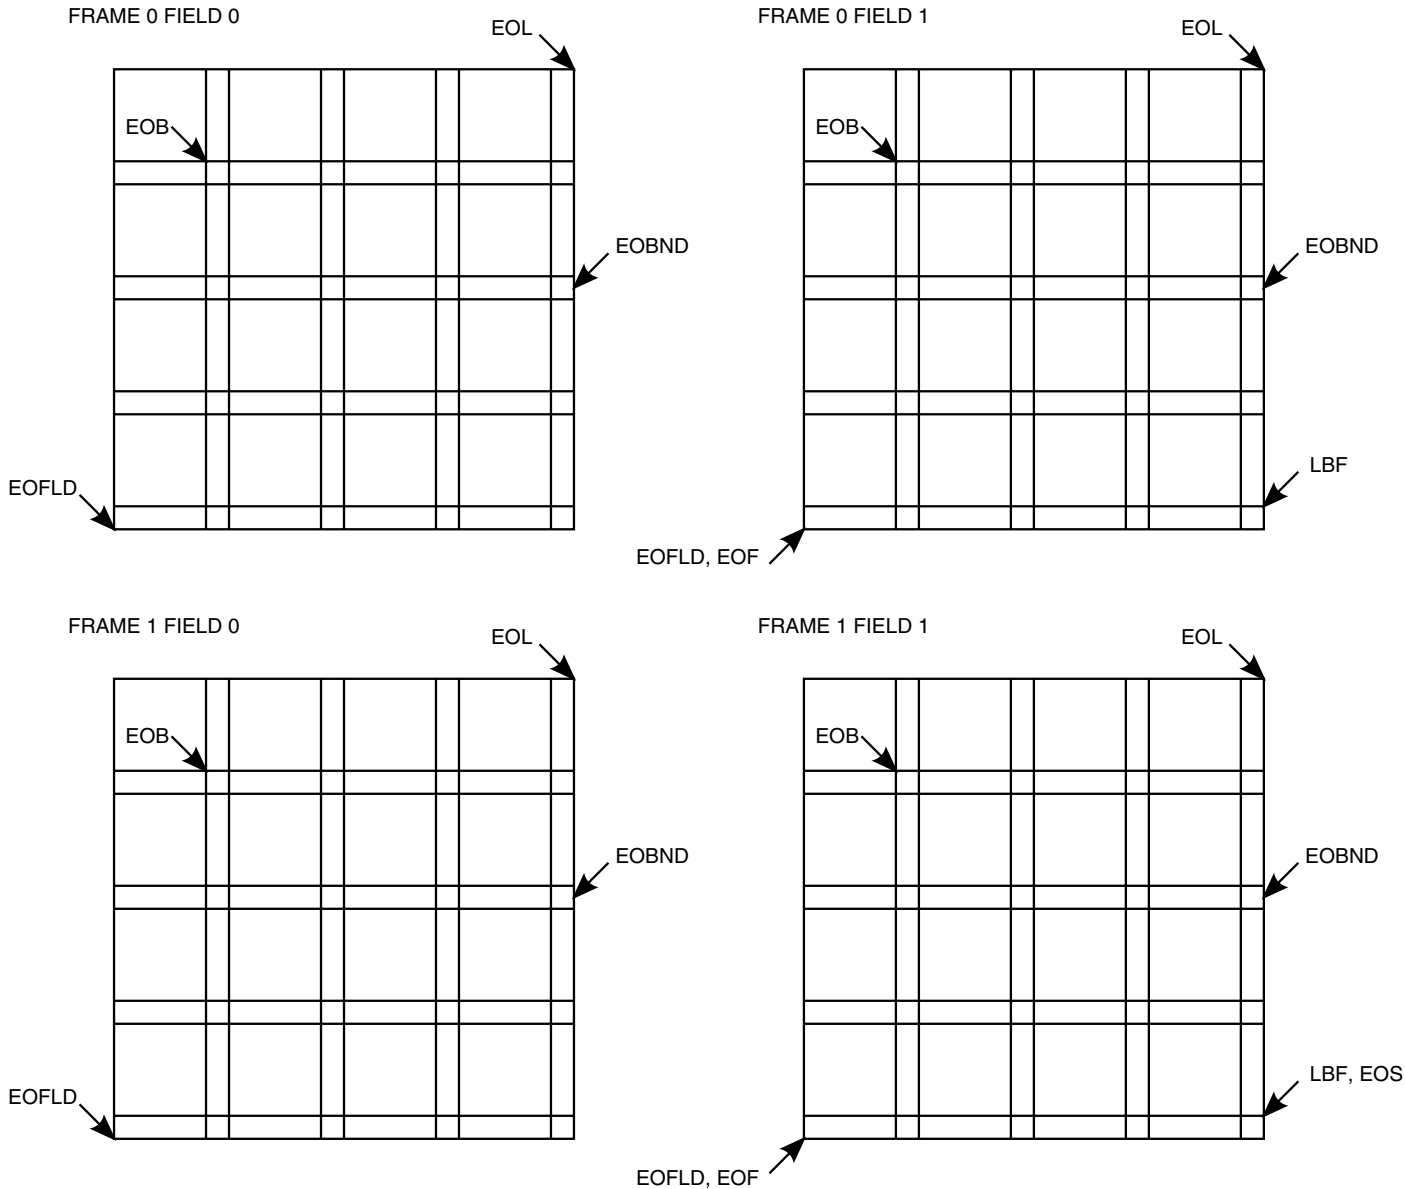 FRAME 0 FIELD 0
EOL
EOB
EOBND
EOFLD
FRAME 0 FIELD 1
EOL
EOB
EOBND
LBF
EOFLD, EOF
FRAME 1 FIELD 0
EOL
EOB
EOBND
EOFLD
FRAME 1 FIELD 1
EOL
EOB
EOBND
LBF, EOS
EOFLD, EOF